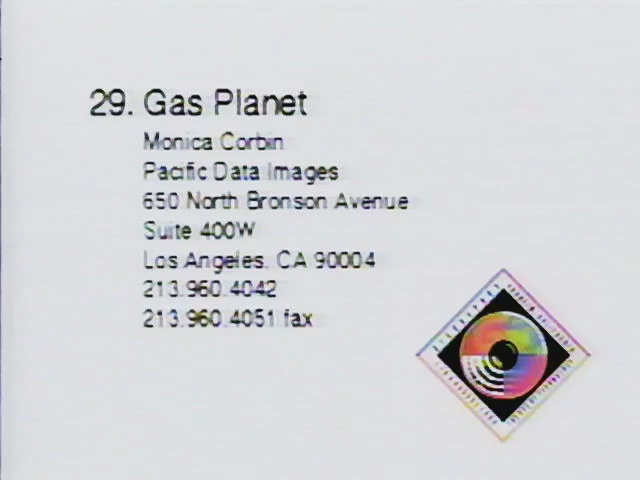 29. Gas Planet
Monica Corbin
Pacific Data Images
650 North Bronson Avenue
Suite 400W
Los Angeles, CA 90004
213.960.4042
213.960.4051 fax